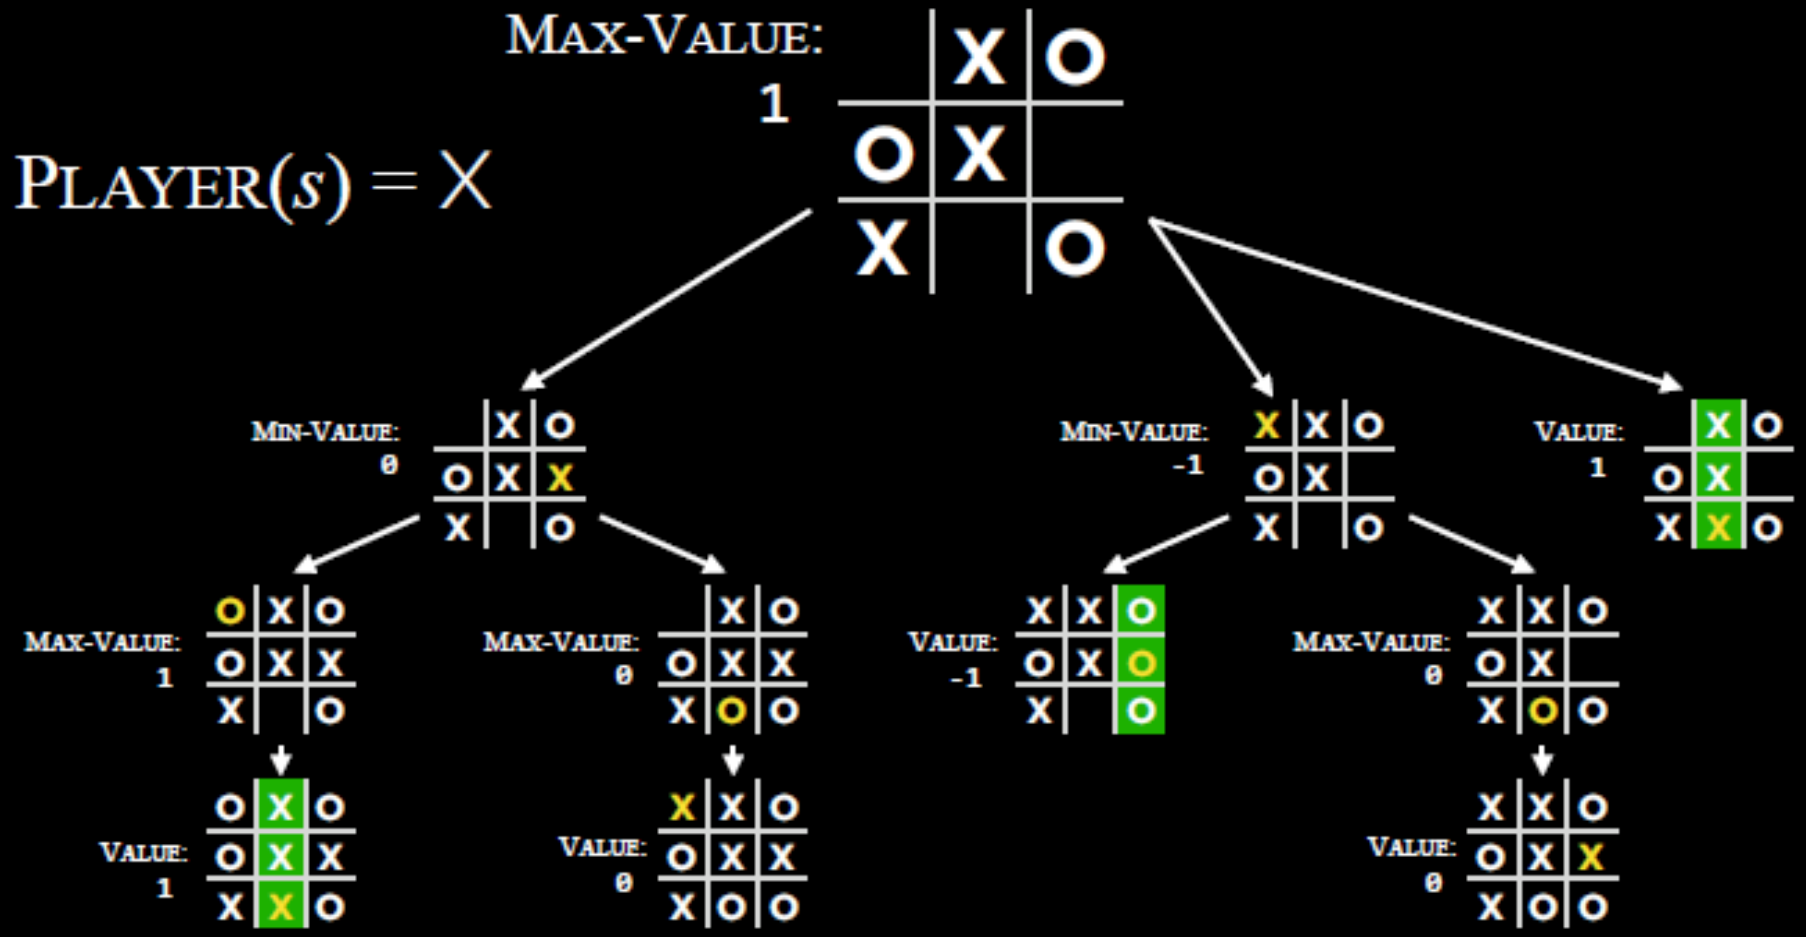 MAX-VALUE:
1
X O
O X
X O
PLAYER(s) = X
MIN-VALUE:
0
X O
O X X
X O
MIN-VALUE:
-1
X X O
O X
X O
VALUE:
1
X O
O X
X X O
MAX-VALUE:
1
O X O
O X X
X O
MAX-VALUE:
0
X O
O X X
X O O
VALUE:
-1
X X O
O X O
X O
MAX-VALUE:
0
X X O
O X
X O O
VALUE:
1
O X O
O X X
X X O
VALUE:
0
X X O
O X X
X O O
VALUE:
0
X X O
O X X
X O O